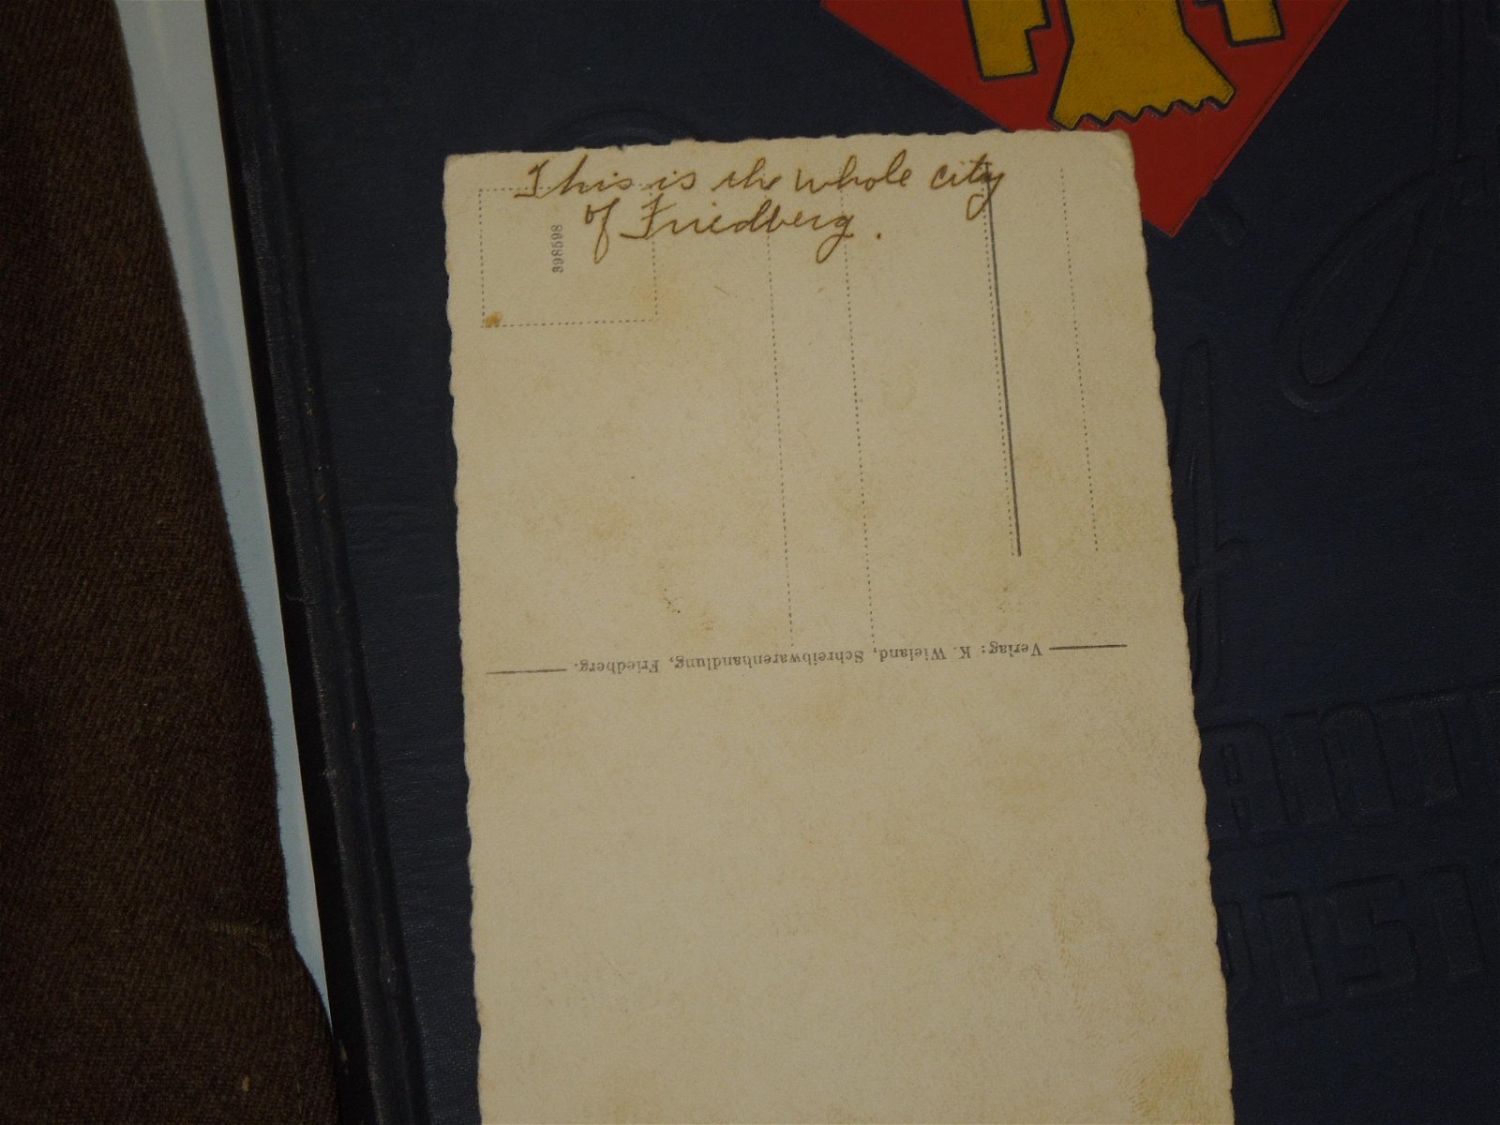 This is the whole city
of Friedberg.
398598
Verlag: K. Wieland, Schreibwarenhandlung, Friedberg.